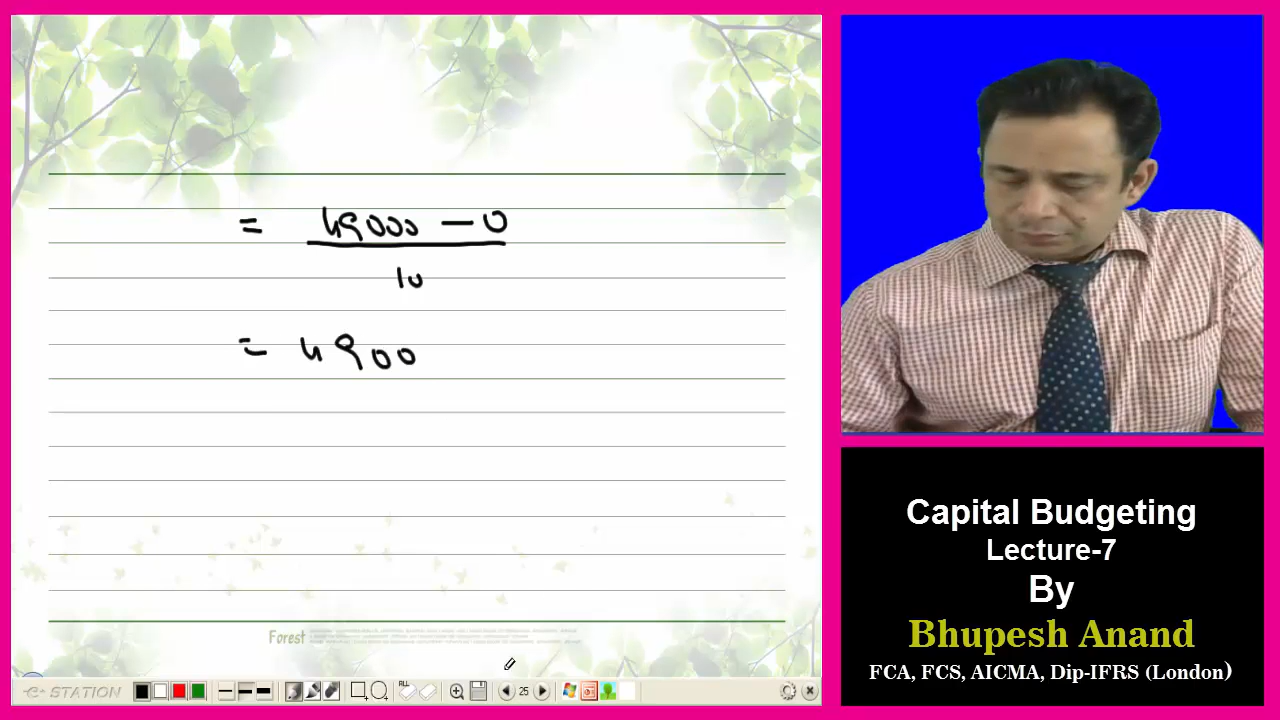 = 49000 - 0
10
= 4900
Forest
STATION
ALL
25
Capital Budgeting
Lecture-7
By
Bhupesh Anand
FCA, FCS, AICMA, Dip-IFRS (London)